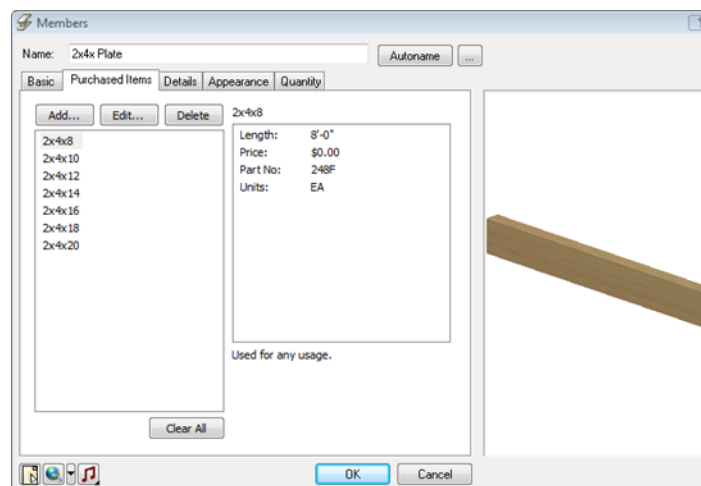 Members
Name: 2x4x Plate Autoname ...
Basic Purchased Items Details Appearance Quantity
Add... Edit... Delete 2x4x8
2x4x8
2x4x10
2x4x12
2x4x14
2x4x16
2x4x18
2x4x20
Length: 8'-0"
Price: $0.00
Part No: 248F
Units: EA
Used for any usage.
Clear All
OK Cancel